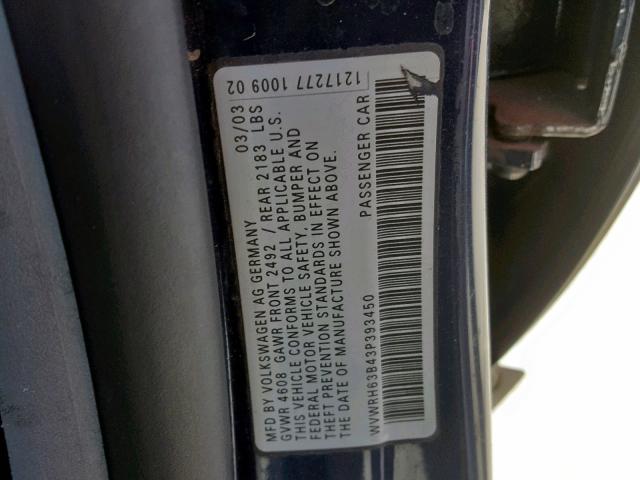 MFD BY VOLKSWAGEN AG GERMANY 03/03
GVWR 4608 GAWR FRONT 2492 / REAR 2183 LBS
THIS VEHICLE CONFORMS TO ALL APPLICABLE U.S.
FEDERAL MOTOR VEHICLE SAFETY, BUMPER AND
THEFT PREVENTION STANDARDS IN EFFECT ON
THE DATE OF MANUFACTURE SHOWN ABOVE.
WVWRH63B43P393450 PASSENGER CAR
1217277 1009 02